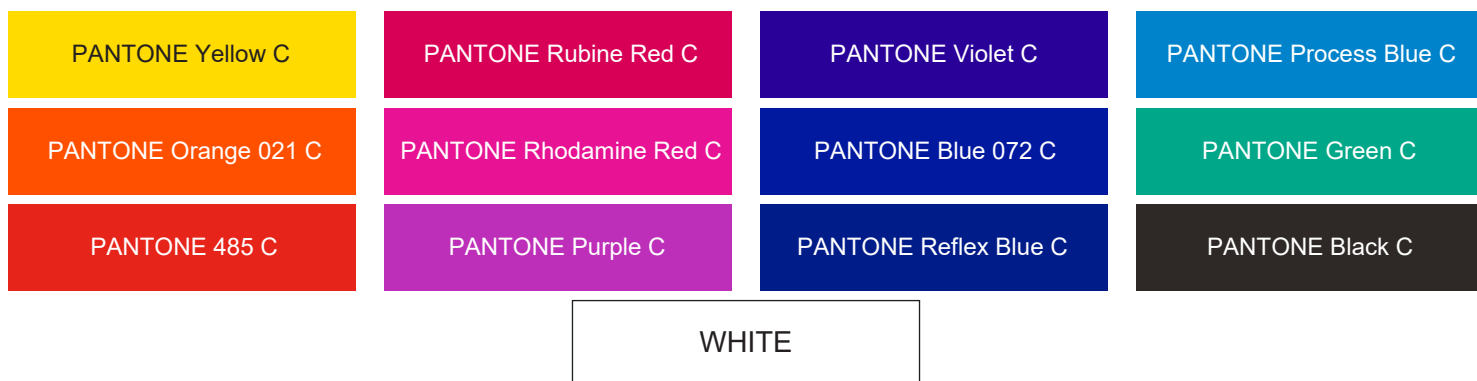 PANTONE Yellow C
PANTONE Rubine Red C
PANTONE Violet C
PANTONE Process Blue C
PANTONE Orange 021 C
PANTONE Rhodamine Red C
PANTONE Blue 072 C
PANTONE Green C
PANTONE 485 C
PANTONE Purple C
PANTONE Reflex Blue C
PANTONE Black C
WHITE